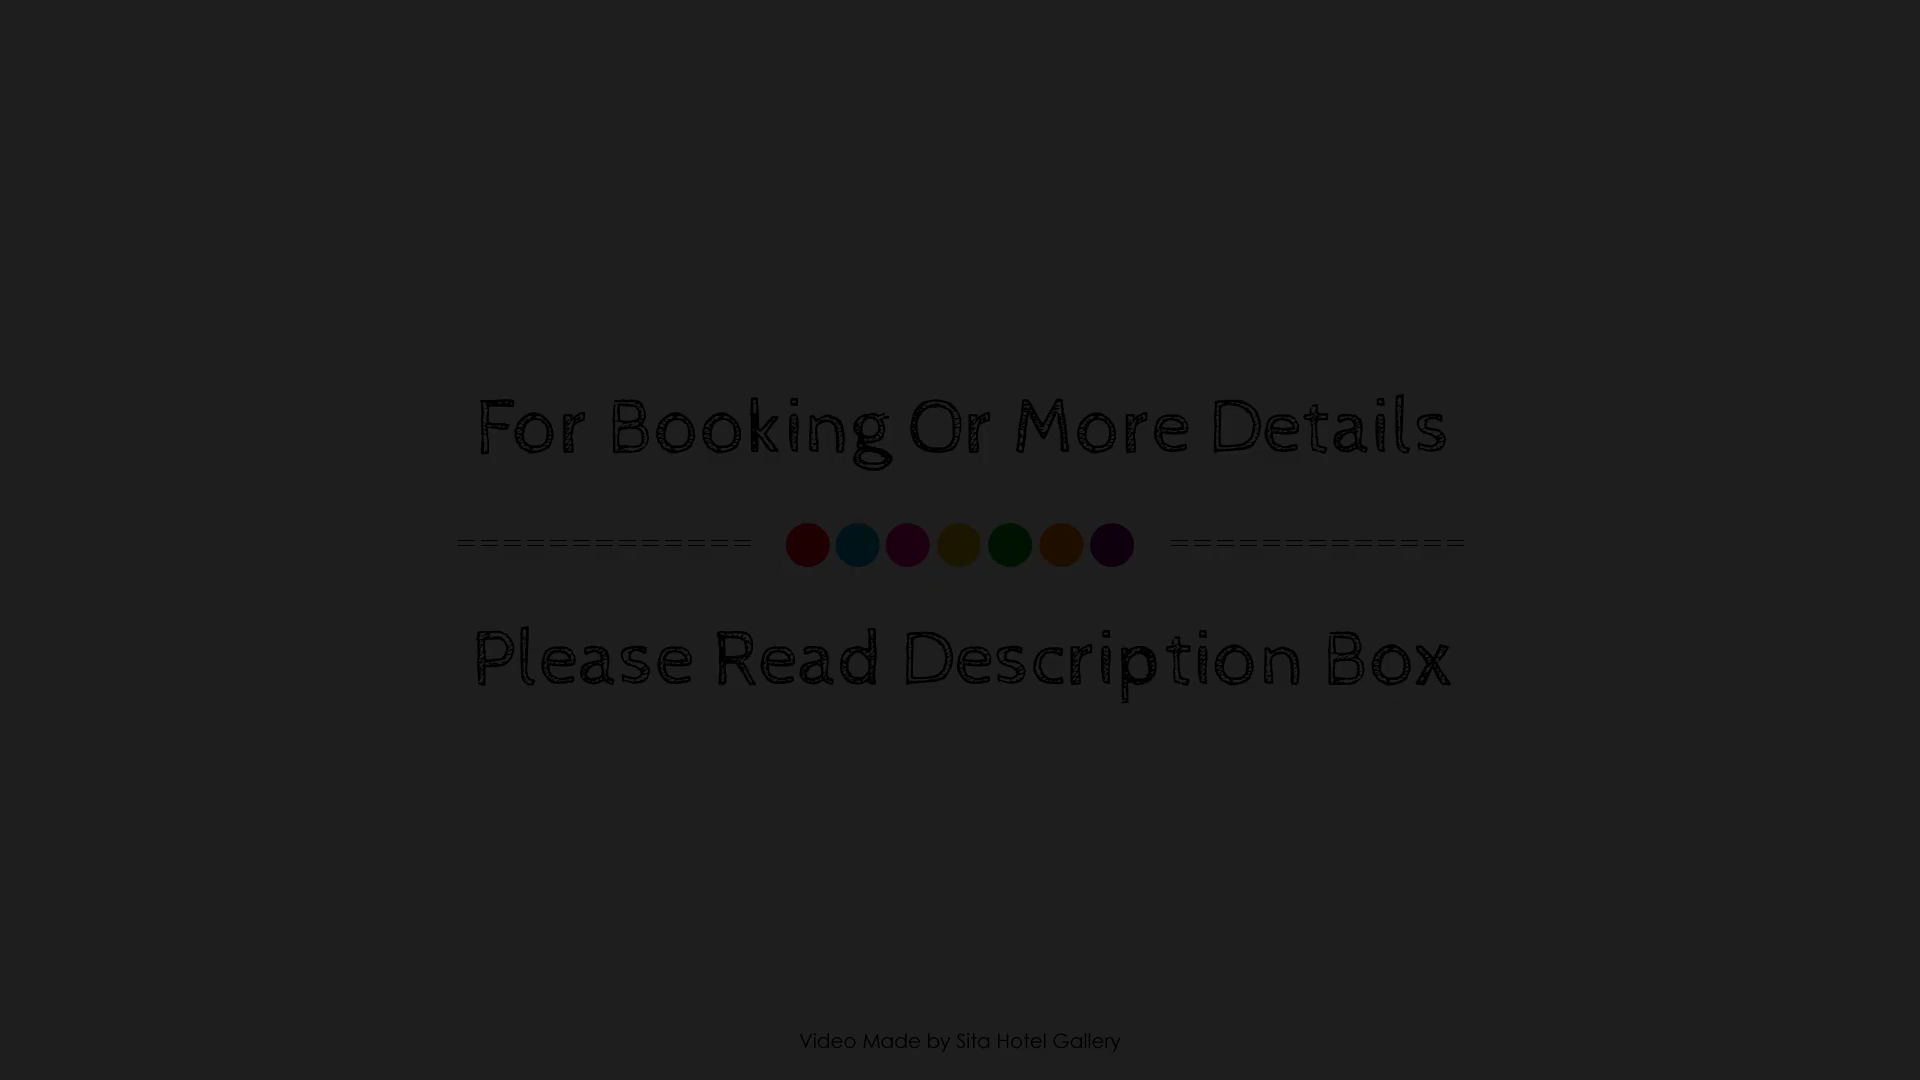 For Booking Or More Details
============= =============
Please Read Description Box
Video Made by Sita Hotel Gallery